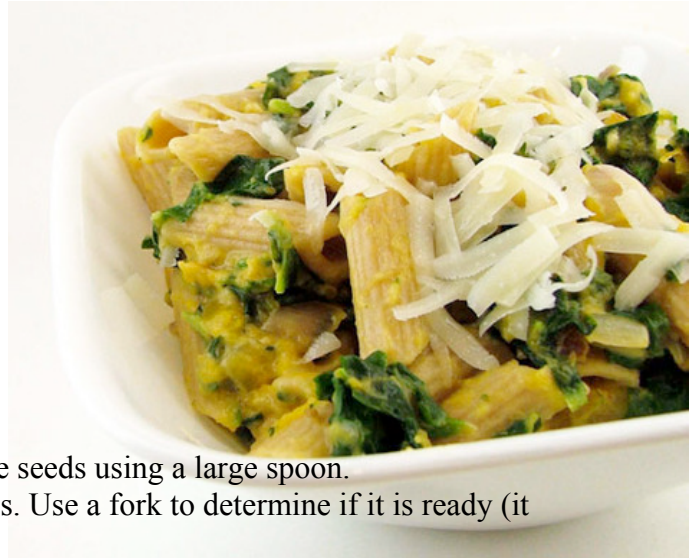 e seeds using a large spoon.
s. Use a fork to determine if it is ready (it